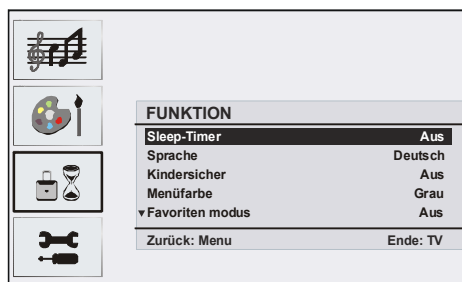 FUNKTION
Sleep-Timer Aus
Sprache Deutsch
Kindersicher Aus
Menüfarbe Grau
▾Favoriten modus Aus
Zurück: Menu Ende: TV